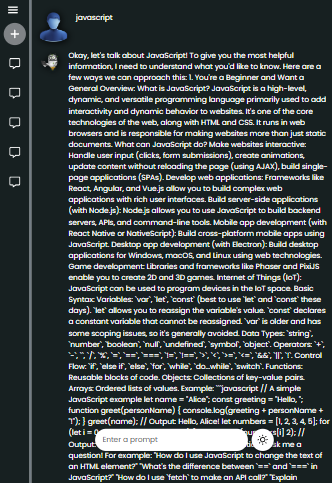 javascript
Okay, let's talk about JavaScript! To give you the most helpful
information, I need to understand what you'd like to know. Here are a
few ways we can approach this: 1. You're a Beginner and Want a
General Overview: What is JavaScript? JavaScript is a high-level,
dynamic, and versatile programming language primarily used to add
interactivity and dynamic behavior to websites. It's one of the core
technologies of the web, along with HTML and CSS. It runs in web
browsers and is responsible for making websites more than just static
documents. What can JavaScript do? Make websites interactive:
Handle user input (clicks, form submissions), create animations,
update content without reloading the page (using AJAX), build single-
page applications (SPAs). Develop web applications: Frameworks like
React, Angular, and Vue.js allow you to build complex web
applications with rich user interfaces. Build server-side applications
(with Node.js): Node.js allows you to use JavaScript to build backend
servers, APIs, and command-line tools. Mobile app development (with
React Native or NativeScript): Build cross-platform mobile apps using
JavaScript. Desktop app development (with Electron): Build desktop
applications for Windows, macOS, and Linux using web technologies.
Game development: Libraries and frameworks like Phaser and PixiJS
enable you to create 2D and 3D games. Internet of Things (IoT):
JavaScript can be used to program devices in the IoT space. Basic
Syntax: Variables: `var`, `let`, `const` (best to use `let` and `const` these
days). `let` allows you to reassign the variable's value. `const` declares
a constant variable that cannot be reassigned. `var` is older and has
some scoping issues, so it's generally avoided. Data Types: `string`,
`number`, `boolean`, `null`, `undefined`, `symbol`, `object`. Operators: `+`,
`-`, `*`, `/`, `%`, `=`, `==`, `===`, `!=`, `!==`, `>`, `<`, `>=`, `<=`, `&&`, `||`, `!`. Control
Flow: `if`, `else if`, `else`, `for`, `while`, `do...while`, `switch`. Functions:
Reusable blocks of code. Objects: Collections of key-value pairs.
Arrays: Ordered lists of values. Example: ```javascript // A simple
JavaScript example let name = "Alice"; const greeting = "Hello, ";
function greet(personName) { console.log(greeting + personName +
"!"); } greet(name); // Output: Hello, Alice! let numbers = [1, 2, 3, 4, 5]; for
(let i =
Enter a prompt
2); //
Output:
ask me a
question! For example: "How do I use JavaScript to change the text of
an HTML element?" "What's the difference between `==` and `===` in
JavaScript?" "How do I use `fetch` to make an API call?" "Explain